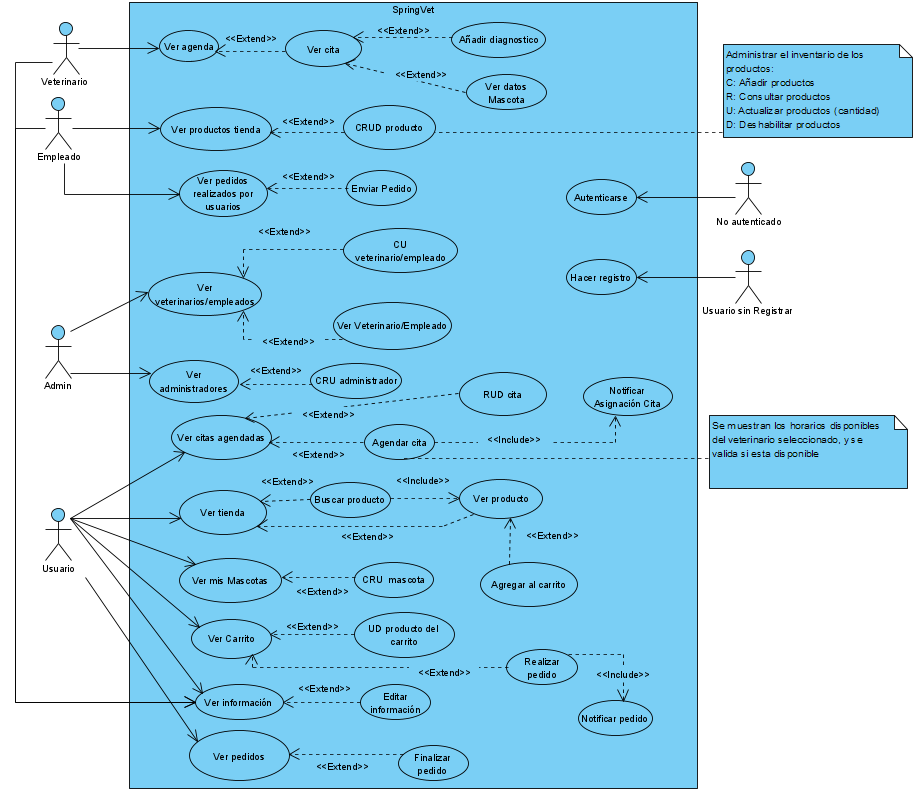 SpringVet
Veterinario
Ver agenda
<<Extend>>
Ver cita
<<Extend>>
Añadir diagnostico
<<Extend>>
Ver datos
Mascota
Administrar el inventario de los
productos:
C: Añadir productos
R: Consultar productos
U: Actualizar productos (cantidad)
D: Deshabilitar productos
Empleado
Ver productos tienda
<<Extend>>
CRUD producto
Ver pedidos
realizados por
usuarios
<<Extend>>
Enviar Pedido
Autenticarse
No autenticado
<<Extend>>
CU
veterinario/empleado
Hacer registro
Usuario sin Registrar
Ver
veterinarios/empleados
Ver Veterinario/Empleado
<<Extend>>
Admin
Ver
administradores
<<Extend>>
CRU administrador
RUD cita
Notificar
Asignación Cita
<<Extend>>
Ver citas agendadas
Agendar cita
<<Include>>
<<Extend>>
Se muestran los horarios disponibles
del veterinario seleccionado, y se
valida si esta disponible
Usuario
Ver tienda
<<Extend>>
Buscar producto
<<Include>>
Ver producto
<<Extend>>
<<Extend>>
Ver mis Mascotas
CRU mascota
<<Extend>>
Agregar al carrito
Ver Carrito
<<Extend>>
UD producto del
carrito
<<Extend>>
Realizar
pedido
<<Include>>
Notificar pedido
Ver información
<<Extend>>
Editar
información
Ver pedidos
<<Extend>>
Finalizar
pedido